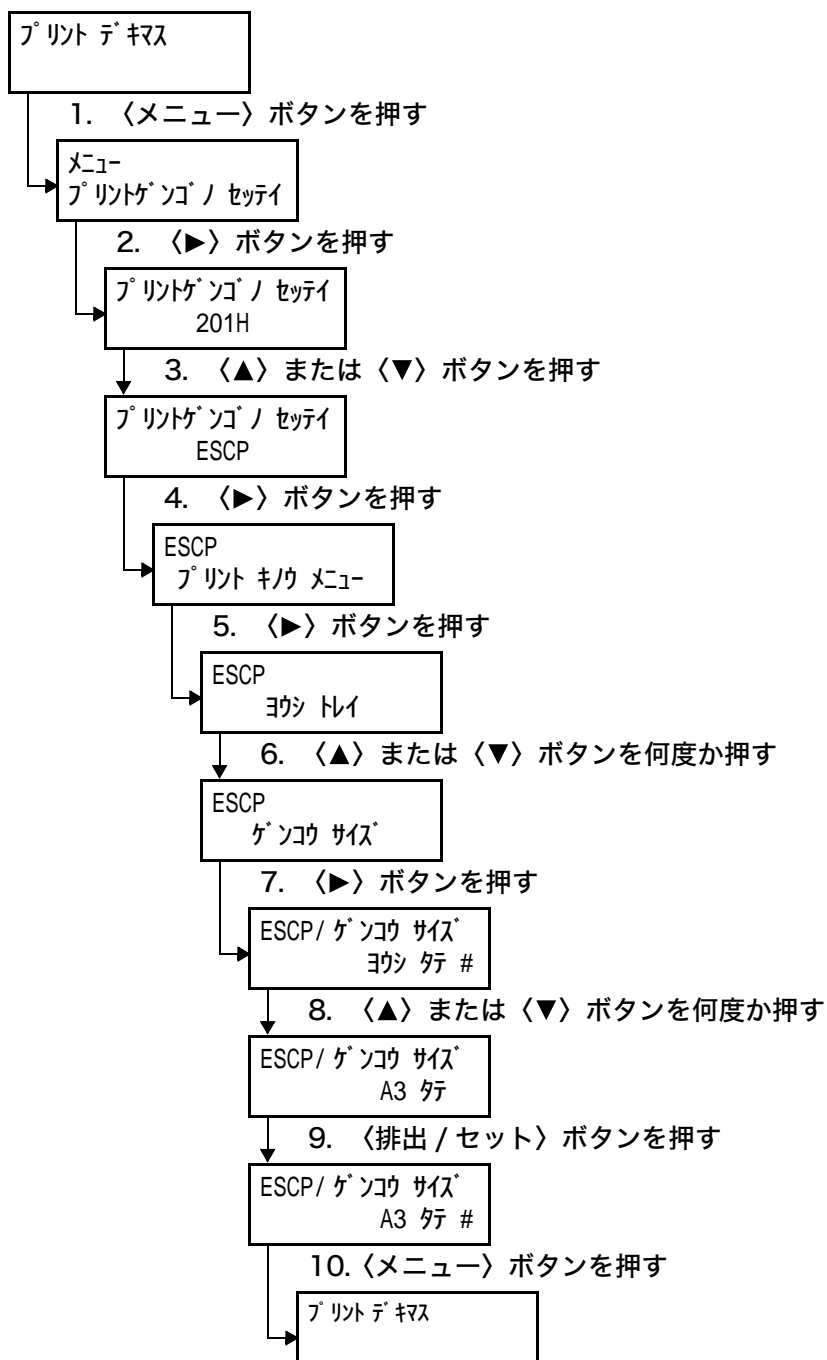 ﾌﾟﾘﾝﾄ ﾃﾞｷﾏｽ
1. 〈メニュー〉ボタンを押す
ﾒﾆｭｰ
ﾌﾟﾘﾝﾄｹﾞﾝｺﾞﾉ ｾｯﾃｲ
2. 〈▶〉ボタンを押す
ﾌﾟﾘﾝﾄｹﾞﾝｺﾞﾉ ｾｯﾃｲ
201H
3. 〈▲〉または〈▼〉ボタンを押す
ﾌﾟﾘﾝﾄｹﾞﾝｺﾞﾉ ｾｯﾃｲ
ESCP
4. 〈▶〉ボタンを押す
ESCP
ﾌﾟﾘﾝﾄ ｷﾉｳ ﾒﾆｭｰ
5. 〈▶〉ボタンを押す
ESCP
ﾖｳｼ ﾄﾚｲ
6. 〈▲〉または〈▼〉ボタンを何度か押す
ESCP
ｹﾞﾝｺｳ ｻｲｽﾞ
7. 〈▶〉ボタンを押す
ESCP/ ｹﾞﾝｺｳ ｻｲｽﾞ
ﾖｳｼ ﾀﾃ #
8. 〈▲〉または〈▼〉ボタンを何度か押す
ESCP/ ｹﾞﾝｺｳ ｻｲｽﾞ
A3 ﾀﾃ
9. 〈排出 / セット〉ボタンを押す
ESCP/ ｹﾞﾝｺｳ ｻｲｽﾞ
A3 ﾀﾃ #
10.〈メニュー〉ボタンを押す
ﾌﾟﾘﾝﾄ ﾃﾞｷﾏｽ